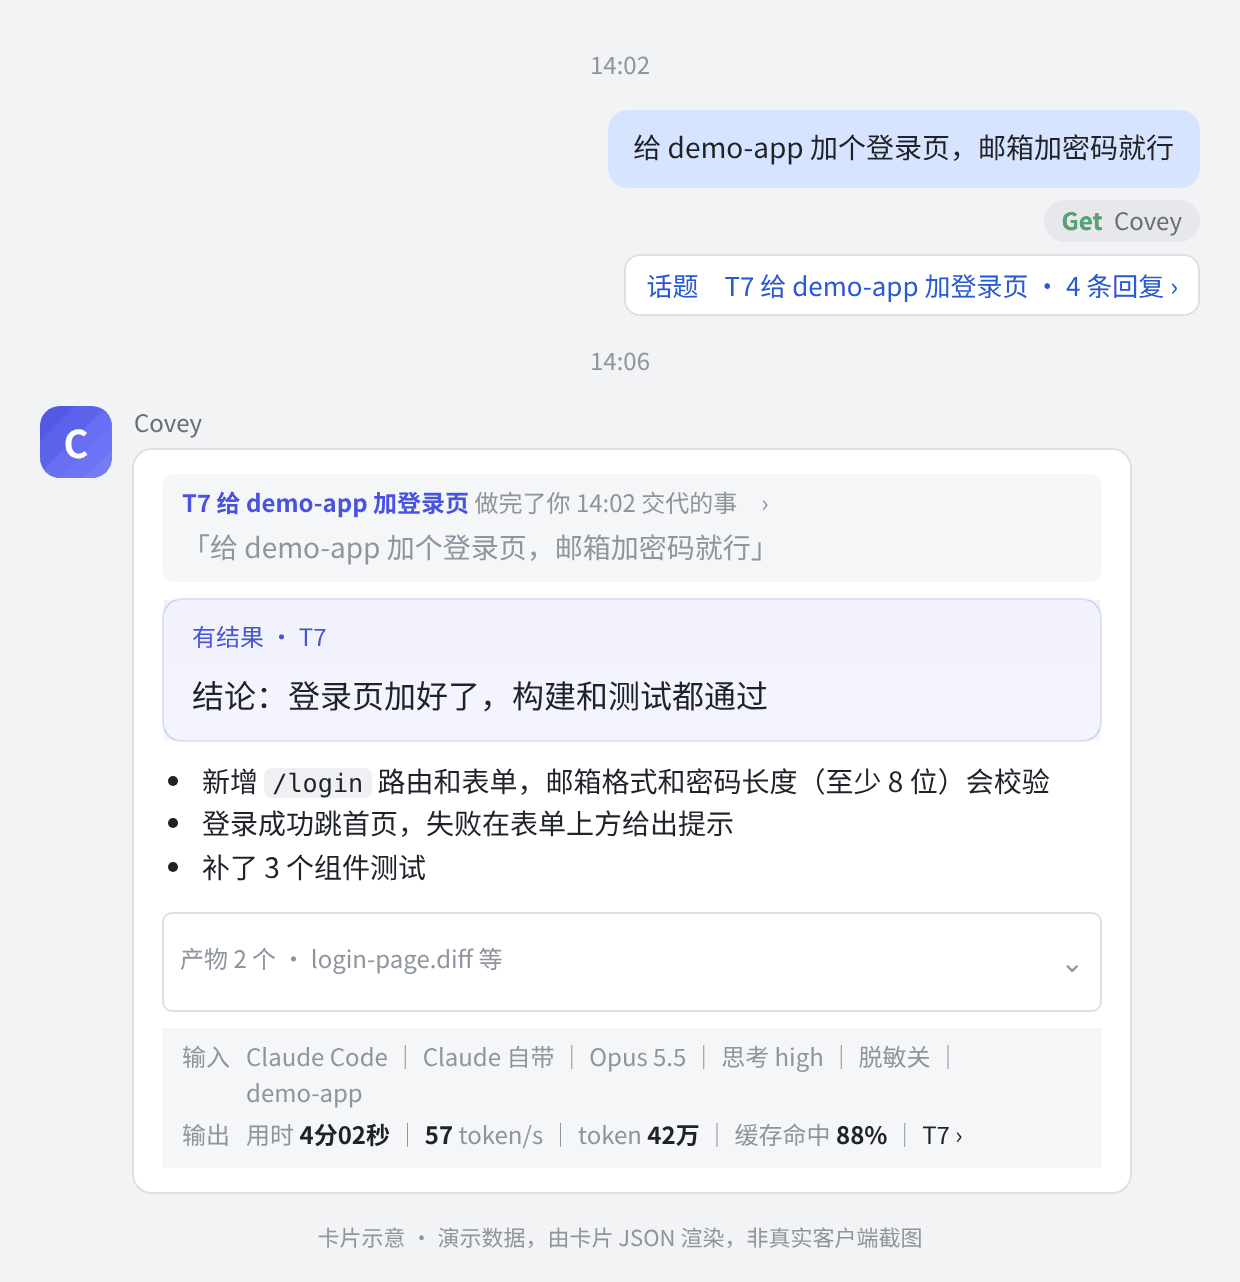 14:02
给 demo-app 加个登录页，邮箱加密码就行
Get Covey
话题 T7 给 demo-app 加登录页 · 4 条回复 ›
14:06
C
Covey
T7 给 demo-app 加登录页 做完了你 14:02 交代的事 ›
「给 demo-app 加个登录页，邮箱加密码就行」
有结果 · T7
结论：登录页加好了，构建和测试都通过
• 新增 /login 路由和表单，邮箱格式和密码长度（至少 8 位）会校验
• 登录成功跳首页，失败在表单上方给出提示
• 补了 3 个组件测试
产物 2 个 · login-page.diff 等
输入 Claude Code | Claude 自带 | Opus 5.5 | 思考 high | 脱敏关 |
demo-app
输出 用时 4分02秒 | 57 token/s | token 42万 | 缓存命中 88% | T7 ›
卡片示意 · 演示数据，由卡片 JSON 渲染，非真实客户端截图